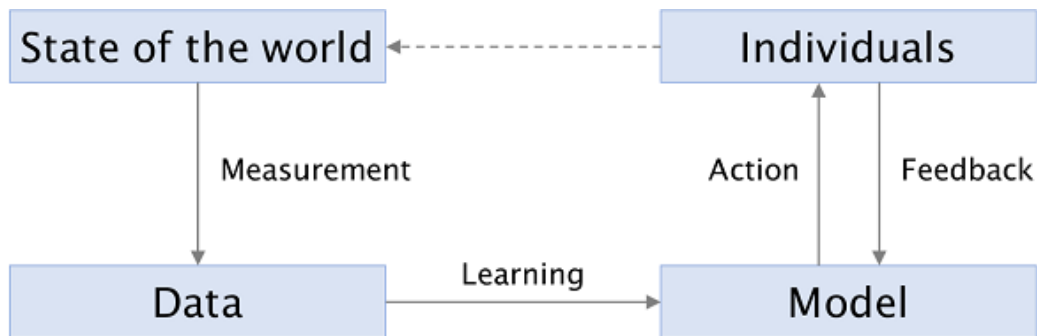 State of the world
Individuals
Measurement
Action
Feedback
Learning
Data
Model